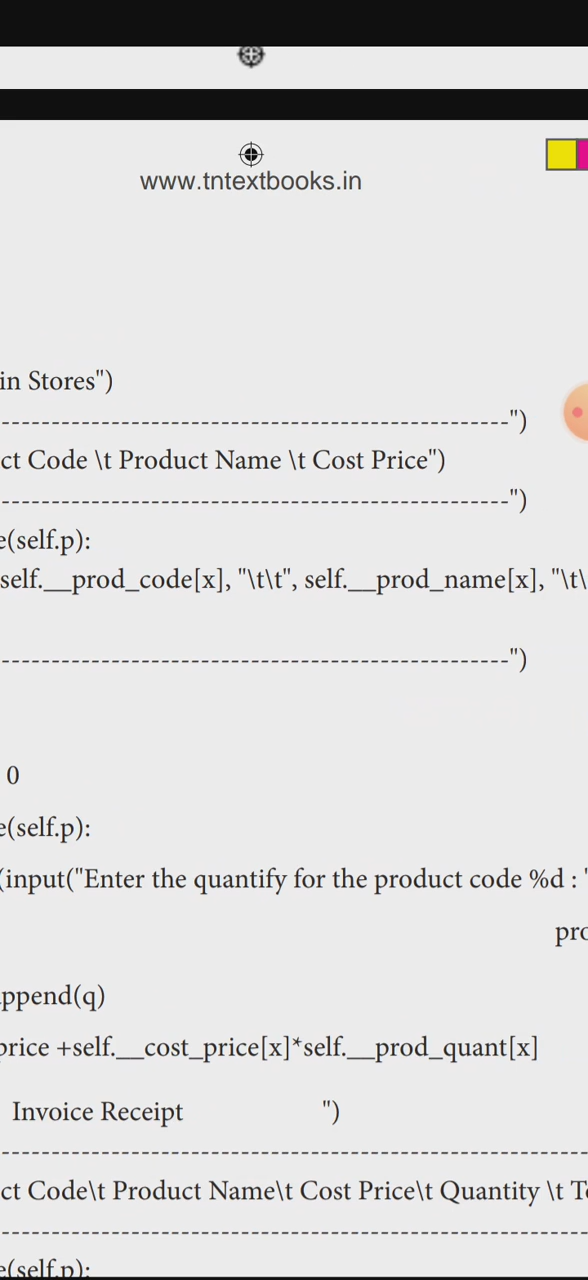 www.tntextbooks.in
in Stores")
-----------------------------------------------------------")
ct Code \t Product Name \t Cost Price")
-----------------------------------------------------------")
e(self.p):
self.__prod_code[x], "\t\t", self.__prod_name[x], "\t\
-----------------------------------------------------------")
0
e(self.p):
(input("Enter the quantify for the product code %d : "
pro
append(q)
price +self.__cost_price[x]*self.__prod_quant[x]
Invoice Receipt ")
--------------------------------------------------------------------
ct Code\t Product Name\t Cost Price\t Quantity \t T
--------------------------------------------------------------------
e(self.p):